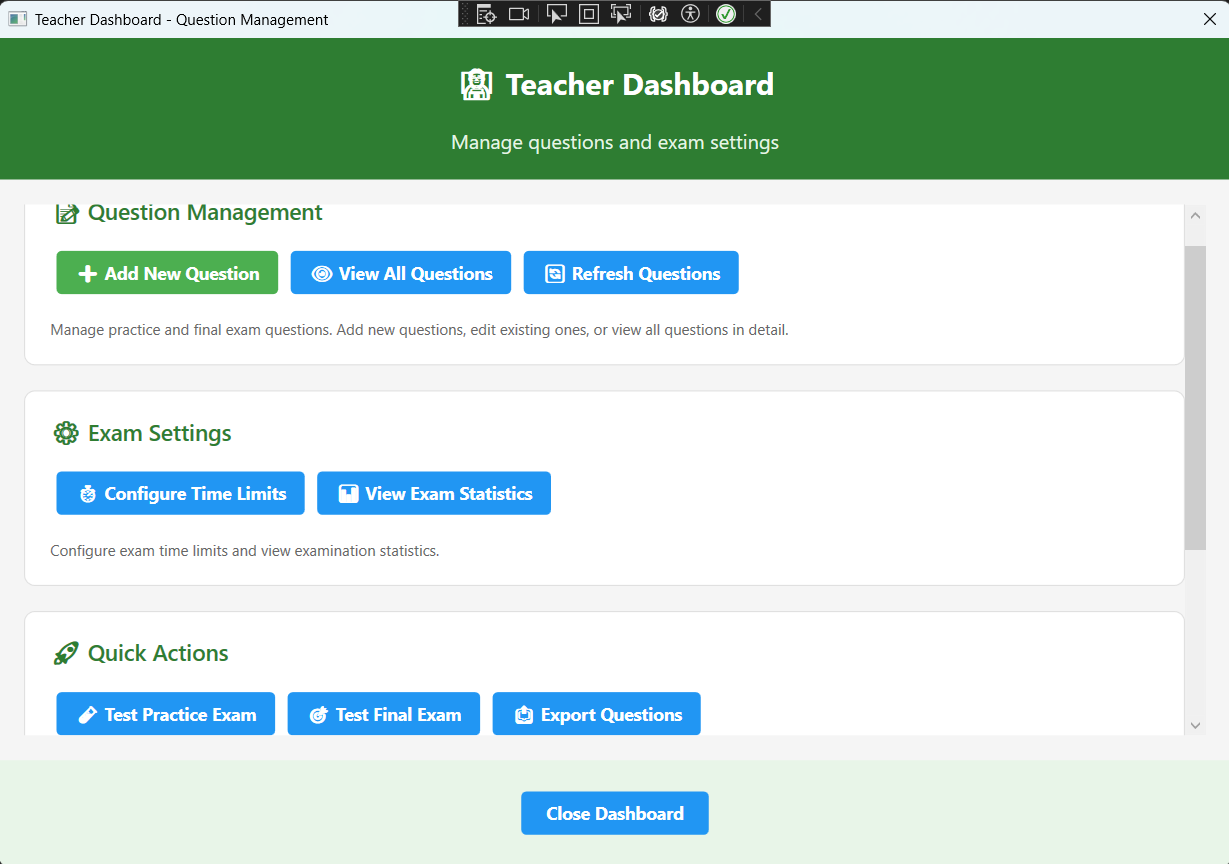 Teacher Dashboard - Question Management
Teacher Dashboard
Manage questions and exam settings
Question Management
Add New Question
View All Questions
Refresh Questions
Manage practice and final exam questions. Add new questions, edit existing ones, or view all questions in detail.
Exam Settings
Configure Time Limits
View Exam Statistics
Configure exam time limits and view examination statistics.
Quick Actions
Test Practice Exam
Test Final Exam
Export Questions
Close Dashboard